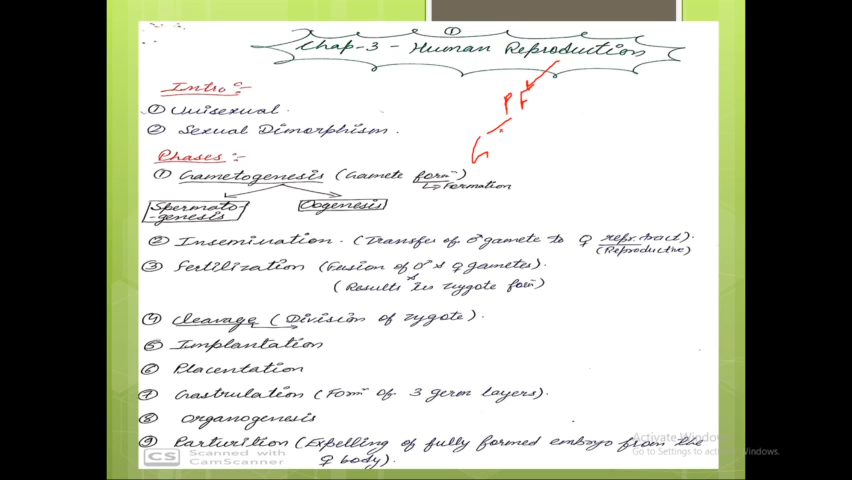 ①
Chap-3 - Human Reproduction
PF
G
Intro :-
① Unisexual.
② Sexual Dimorphism.
Phases :-
① Gametogenesis (Gamete form")
↳ Formation
Spermato-
-genesis
Oogenesis
② Insemination. (Transfer of ♂ gamete to ♀ repr. tract).
(Reproductive)
③ Fertilization (Fusion of ♂ & ♀ gametes).
(Results in zygote form")
④ Cleavage (Division of zygote).
⑤ Implantation
⑥ Placentation
⑦ Gastrulation (Form" of 3 germ layers).
⑧ Organogenesis
⑨ Parturition (Expelling of fully formed embryo from the
♀ body).
CS Scanned with
CamScanner
Activate Windo
Go to Settings to activate Windows.